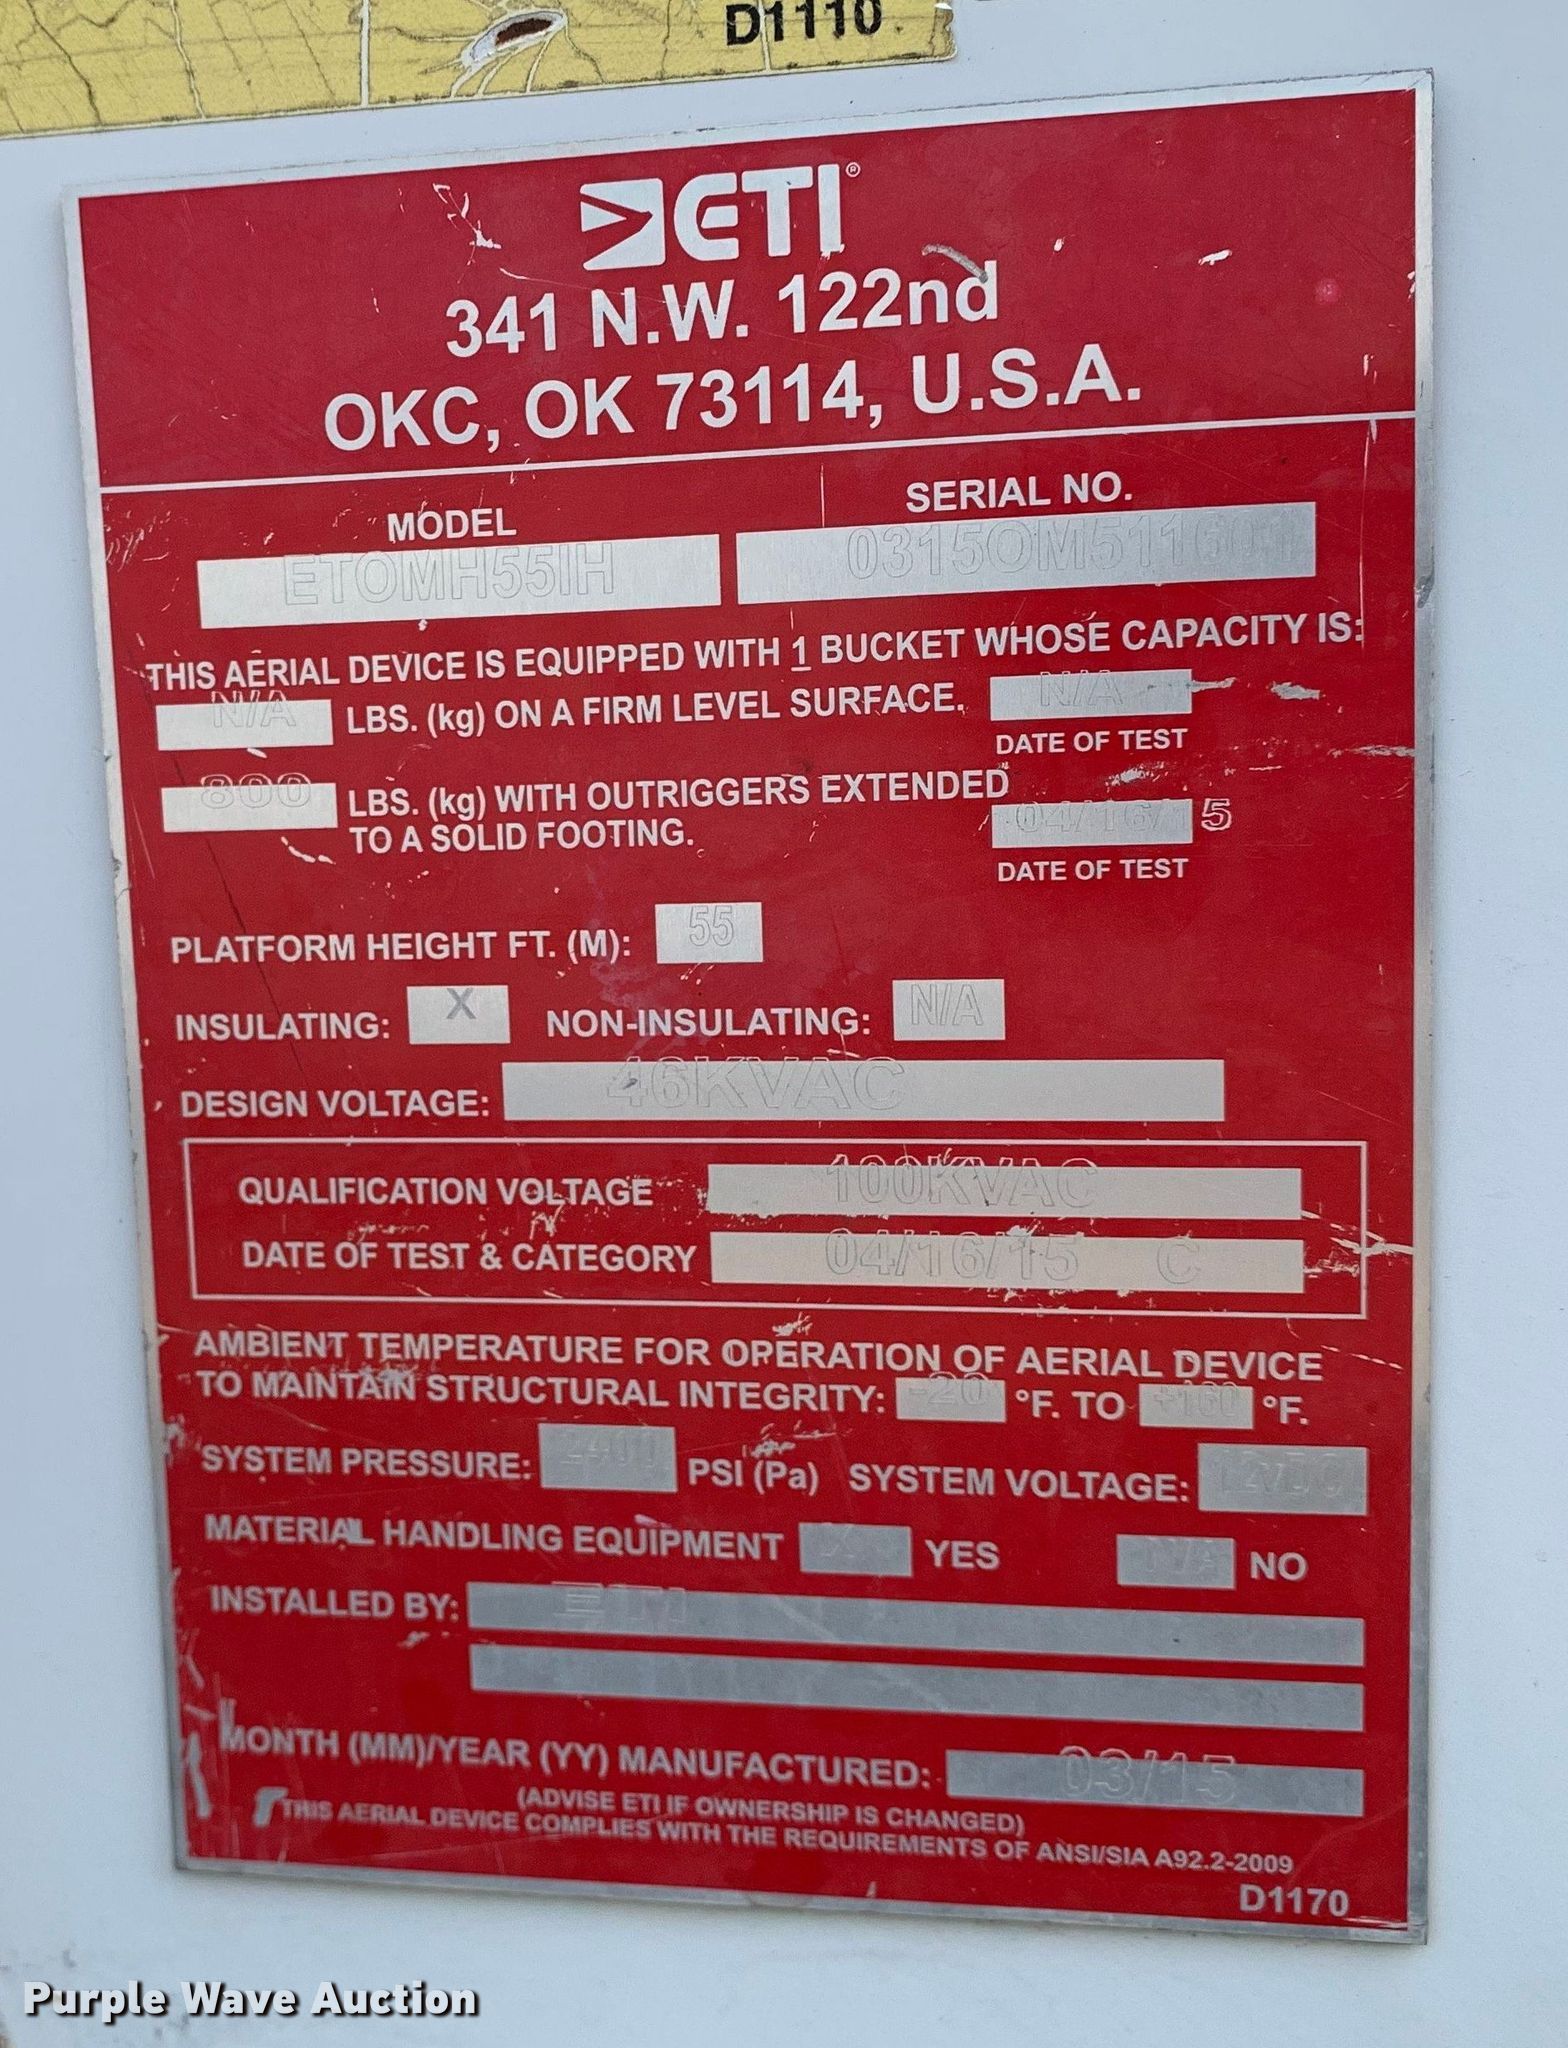 D1110
ETI®
341 N.W. 122nd
OKC, OK 73114, U.S.A.
MODEL SERIAL NO.
ETOMH55IH
THIS AERIAL DEVICE IS EQUIPPED WITH 1 BUCKET WHOSE CAPACITY IS:
N/A LBS. (kg) ON A FIRM LEVEL SURFACE. N/A
DATE OF TEST
800 LBS. (kg) WITH OUTRIGGERS EXTENDED
TO A SOLID FOOTING. 04/16/15
DATE OF TEST
PLATFORM HEIGHT FT. (M): 55
INSULATING: X NON-INSULATING: N/A
DESIGN VOLTAGE: 46KVAC
QUALIFICATION VOLTAGE 100KVAC
DATE OF TEST & CATEGORY 04/16/15 C
AMBIENT TEMPERATURE FOR OPERATION OF AERIAL DEVICE
TO MAINTAIN STRUCTURAL INTEGRITY: -20 °F. TO +160 °F.
SYSTEM PRESSURE: PSI (Pa) SYSTEM VOLTAGE: 12VDC
MATERIAL HANDLING EQUIPMENT YES N/A NO
INSTALLED BY:
MONTH (MM)/YEAR (YY) MANUFACTURED: 03/15
(ADVISE ETI IF OWNERSHIP IS CHANGED)
THIS AERIAL DEVICE COMPLIES WITH THE REQUIREMENTS OF ANSI/SIA A92.2-2009
D1170
Purple Wave Auction